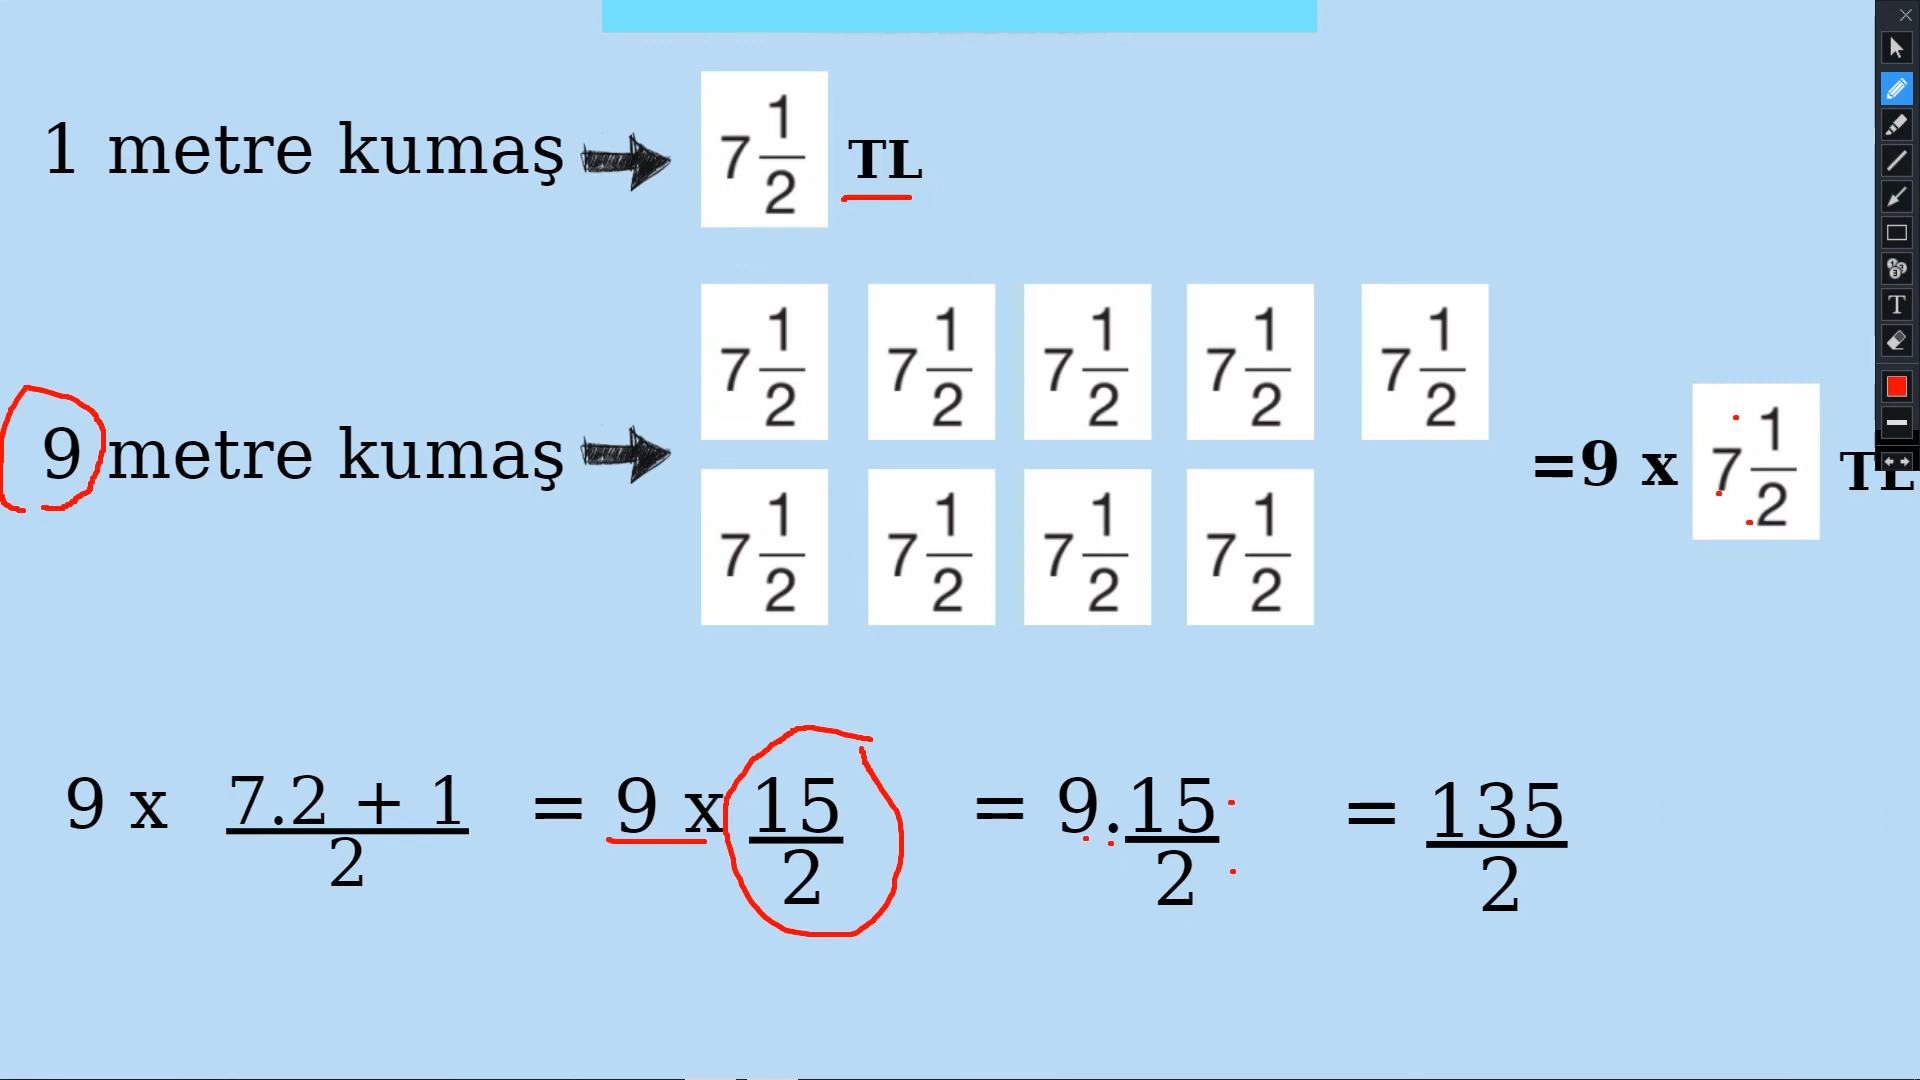 1 metre kumaş 7 1/2 TL
7 1/2 7 1/2 7 1/2 7 1/2 7 1/2
9 metre kumaş =9 x 7 1/2 TL
7 1/2 7 1/2 7 1/2 7 1/2
9 x 7.2 + 1 / 2 = 9 x 15/2 = 9.15/2 = 135/2